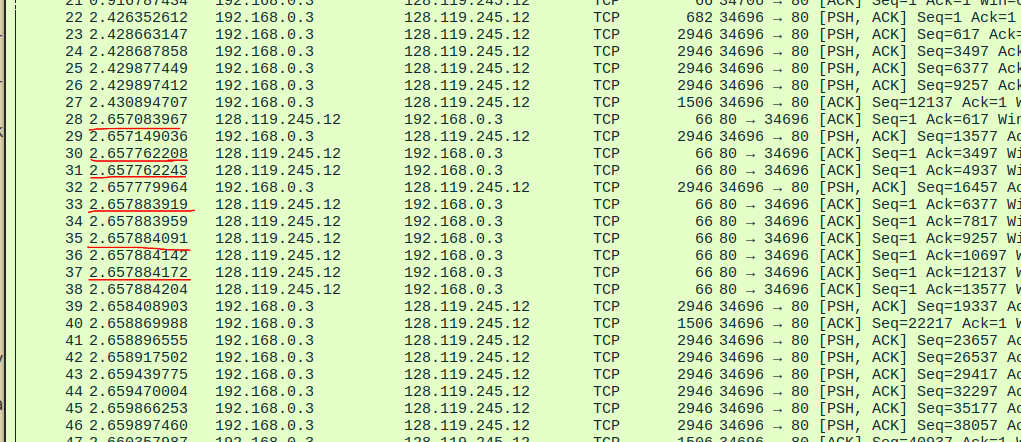 21 0.916787434 192.168.0.3 128.119.245.12 TCP 66 34706 → 80 [ACK] Seq=1 Ack=1
22 2.426352612 192.168.0.3 128.119.245.12 TCP 682 34696 → 80 [PSH, ACK] Seq=1 Ack=1
23 2.428663147 192.168.0.3 128.119.245.12 TCP 2946 34696 → 80 [PSH, ACK] Seq=617 Ack=
24 2.428687858 192.168.0.3 128.119.245.12 TCP 2946 34696 → 80 [PSH, ACK] Seq=3497 Ack
25 2.429877449 192.168.0.3 128.119.245.12 TCP 2946 34696 → 80 [PSH, ACK] Seq=6377 Ack
26 2.429897412 192.168.0.3 128.119.245.12 TCP 2946 34696 → 80 [PSH, ACK] Seq=9257 Ack
27 2.430894707 192.168.0.3 128.119.245.12 TCP 1506 34696 → 80 [ACK] Seq=12137 Ack=1 W
28 2.657083967 128.119.245.12 192.168.0.3 TCP 66 80 → 34696 [ACK] Seq=1 Ack=617 Win
29 2.657149036 192.168.0.3 128.119.245.12 TCP 2946 34696 → 80 [PSH, ACK] Seq=13577 Ac
30 2.657762208 128.119.245.12 192.168.0.3 TCP 66 80 → 34696 [ACK] Seq=1 Ack=3497 Wi
31 2.657762243 128.119.245.12 192.168.0.3 TCP 66 80 → 34696 [ACK] Seq=1 Ack=4937 Wi
32 2.657779964 192.168.0.3 128.119.245.12 TCP 2946 34696 → 80 [PSH, ACK] Seq=16457 Ac
33 2.657883919 128.119.245.12 192.168.0.3 TCP 66 80 → 34696 [ACK] Seq=1 Ack=6377 Wi
34 2.657883959 128.119.245.12 192.168.0.3 TCP 66 80 → 34696 [ACK] Seq=1 Ack=7817 Wi
35 2.657884091 128.119.245.12 192.168.0.3 TCP 66 80 → 34696 [ACK] Seq=1 Ack=9257 Wi
36 2.657884142 128.119.245.12 192.168.0.3 TCP 66 80 → 34696 [ACK] Seq=1 Ack=10697 W
37 2.657884172 128.119.245.12 192.168.0.3 TCP 66 80 → 34696 [ACK] Seq=1 Ack=12137 W
38 2.657884204 128.119.245.12 192.168.0.3 TCP 66 80 → 34696 [ACK] Seq=1 Ack=13577 W
39 2.658408903 192.168.0.3 128.119.245.12 TCP 2946 34696 → 80 [PSH, ACK] Seq=19337 Ac
40 2.658869988 192.168.0.3 128.119.245.12 TCP 1506 34696 → 80 [ACK] Seq=22217 Ack=1 W
41 2.658896555 192.168.0.3 128.119.245.12 TCP 2946 34696 → 80 [PSH, ACK] Seq=23657 Ac
42 2.658917502 192.168.0.3 128.119.245.12 TCP 2946 34696 → 80 [PSH, ACK] Seq=26537 Ac
43 2.659439775 192.168.0.3 128.119.245.12 TCP 2946 34696 → 80 [PSH, ACK] Seq=29417 Ac
44 2.659470004 192.168.0.3 128.119.245.12 TCP 2946 34696 → 80 [PSH, ACK] Seq=32297 Ac
45 2.659866253 192.168.0.3 128.119.245.12 TCP 2946 34696 → 80 [PSH, ACK] Seq=35177 Ac
46 2.659897460 192.168.0.3 128.119.245.12 TCP 2946 34696 → 80 [PSH, ACK] Seq=38057 Ac
47 2.660357987 192.168.0.3 128.119.245.12 TCP 1506 34696 → 80 [ACK] Seq=40937 Ack=1